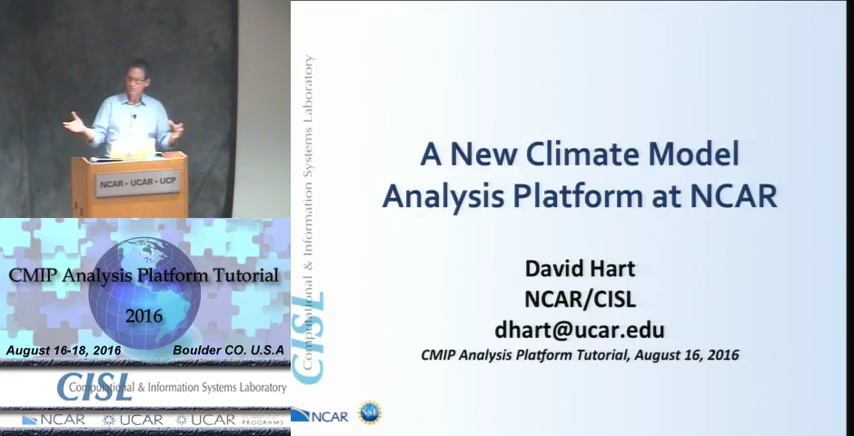 NCAR • UCAR • UCP
CMIP Analysis Platform Tutorial
2016
August 16-18, 2016 Boulder CO. U.S.A
CISL Computational & Information Systems Laboratory
NCAR UCAR UCAR PROGRAMS
Computational & Information Systems Laboratory
CISL
A New Climate Model
Analysis Platform at NCAR
David Hart
NCAR/CISL
dhart@ucar.edu
CMIP Analysis Platform Tutorial, August 16, 2016
NCAR